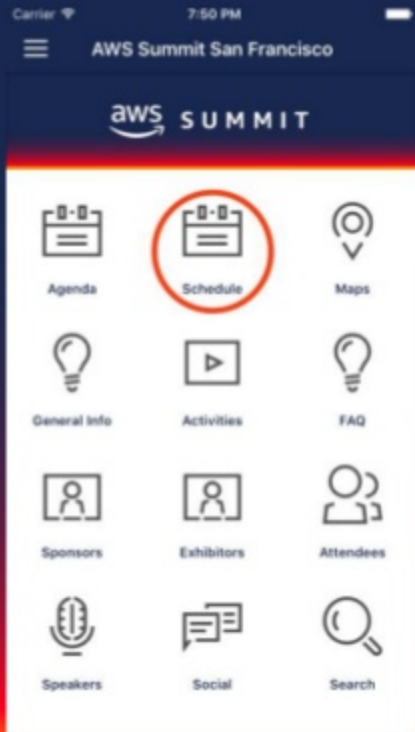 Carrier 7:50 PM
AWS Summit San Francisco
aws SUMMIT
Agenda Schedule Maps
General Info Activities FAQ
Sponsors Exhibitors Attendees
Speakers Social Search